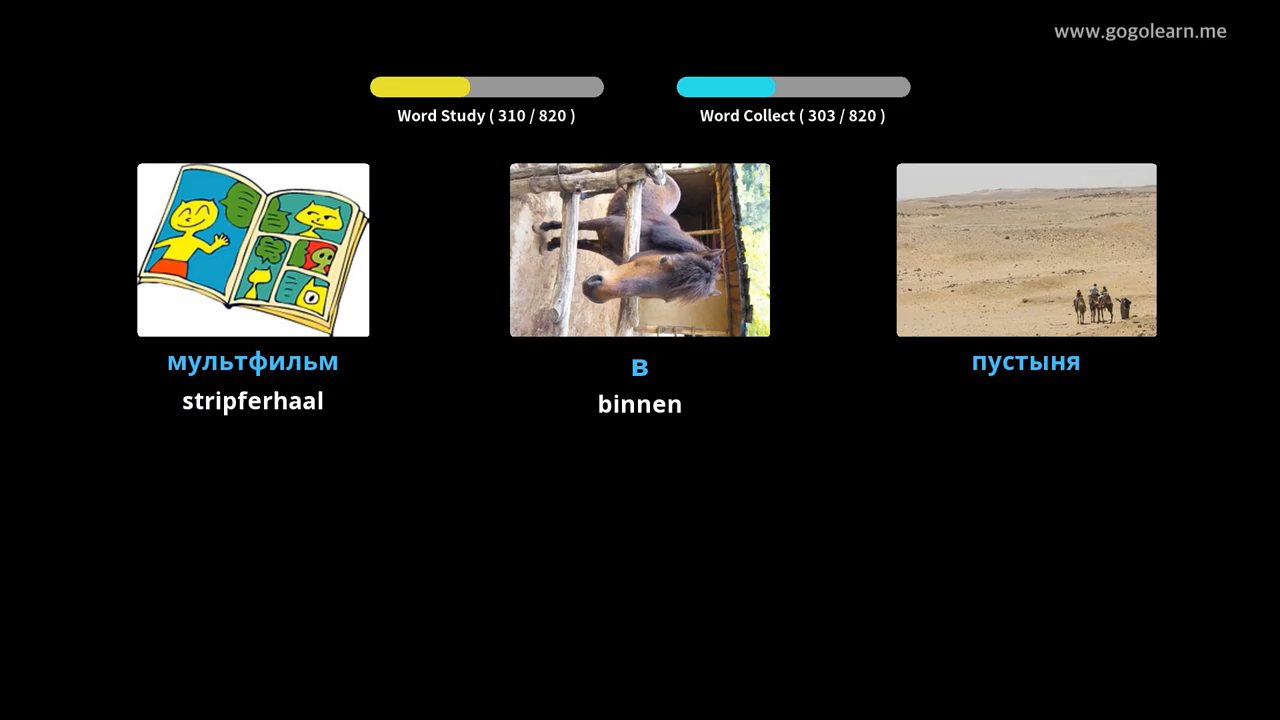 www.gogolearn.me
Word Study ( 310 / 820 )
Word Collect ( 303 / 820 )
мультфильм
stripferhaal
в
binnen
пустыня